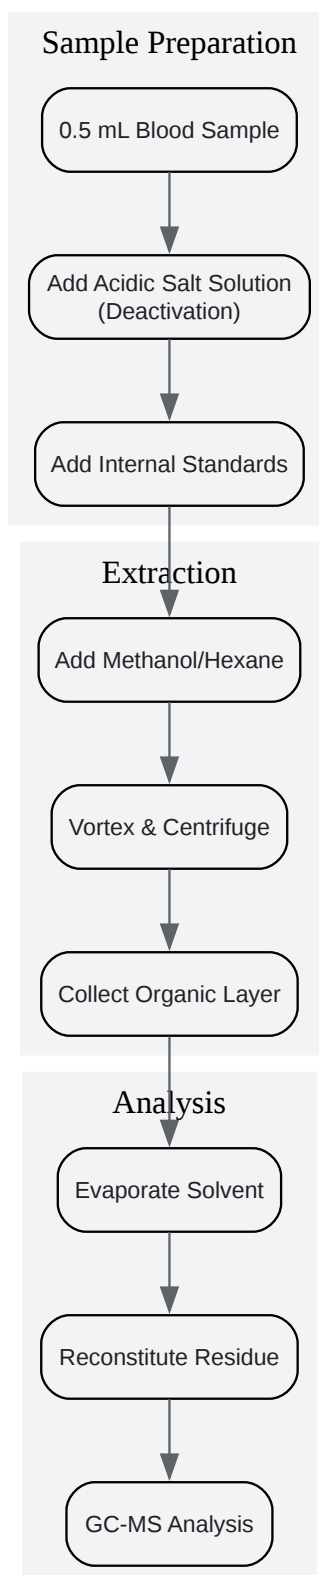 Sample Preparation
0.5 mL Blood Sample
Add Acidic Salt Solution
(Deactivation)
Add Internal Standards
Extraction
Add Methanol/Hexane
Vortex & Centrifuge
Collect Organic Layer
Analysis
Evaporate Solvent
Reconstitute Residue
GC-MS Analysis